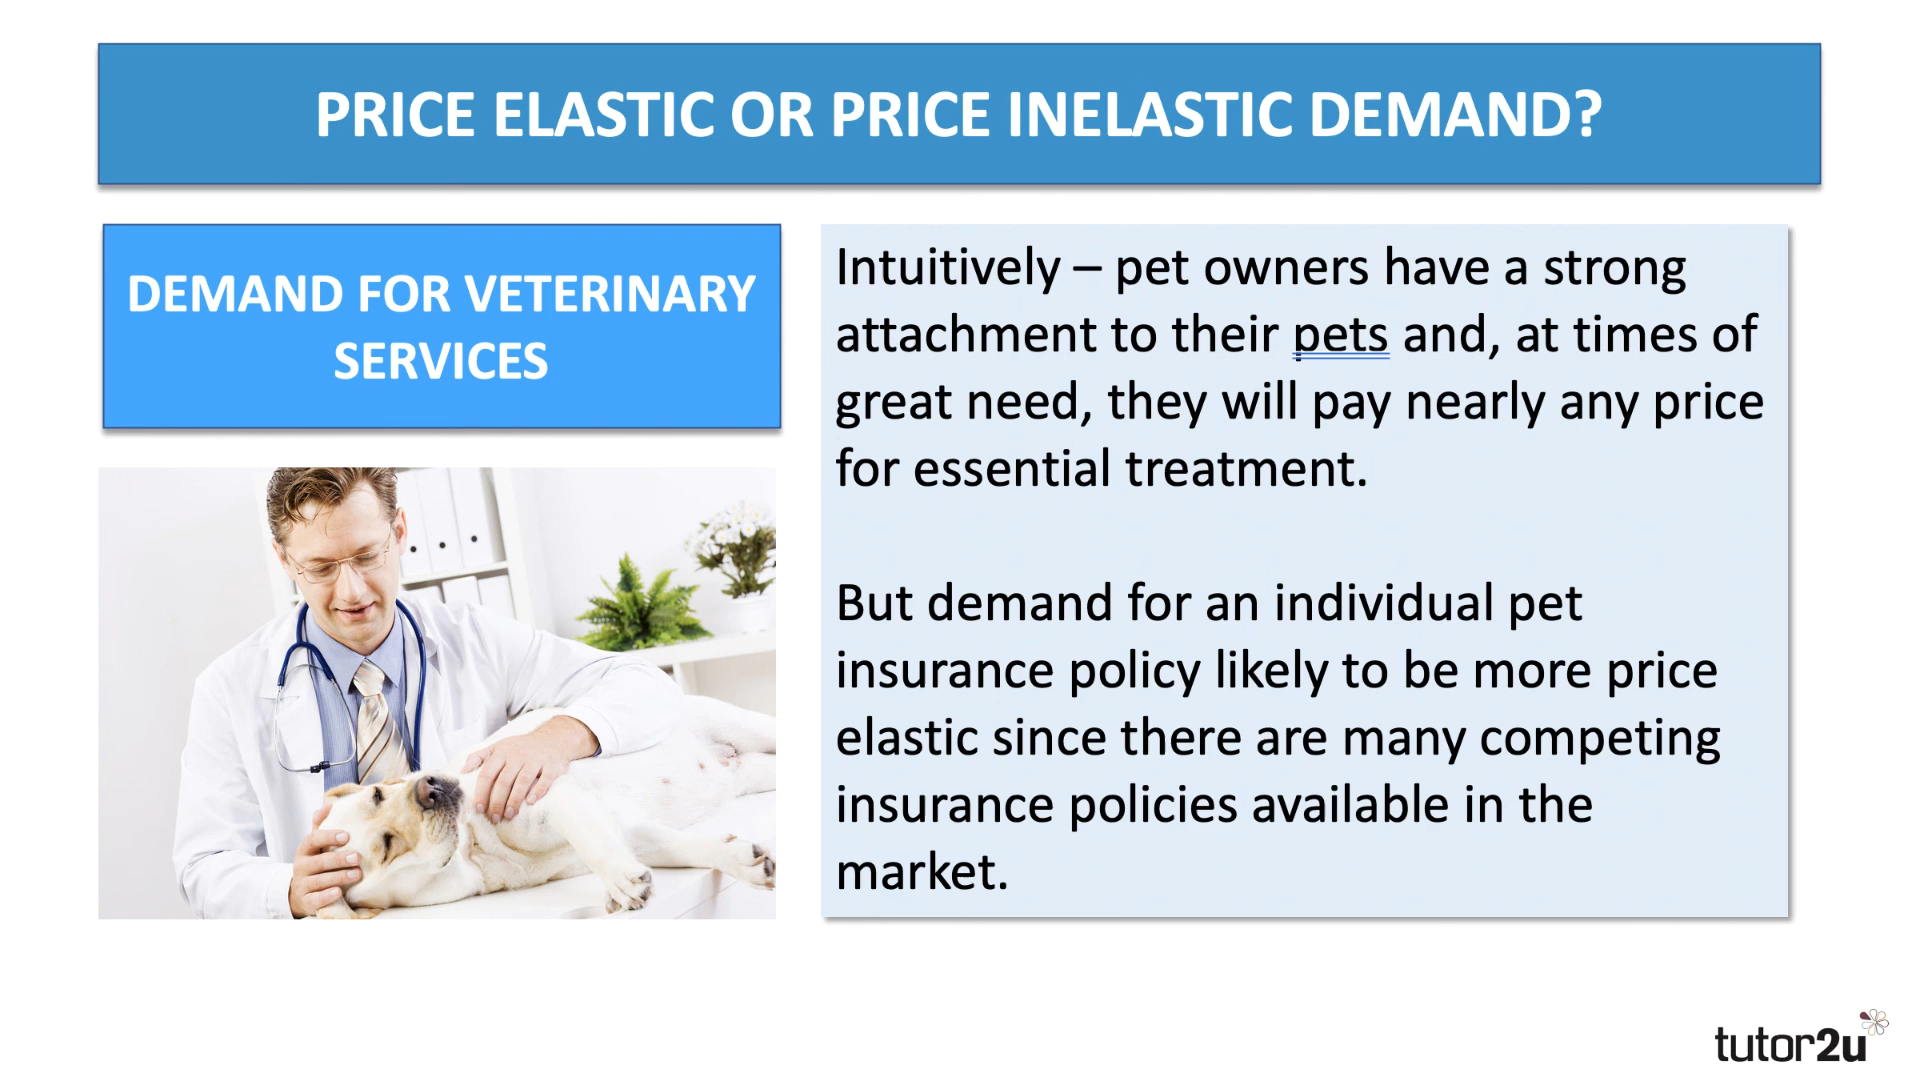 PRICE ELASTIC OR PRICE INELASTIC DEMAND?
DEMAND FOR VETERINARY
SERVICES
Intuitively – pet owners have a strong
attachment to their pets and, at times of
great need, they will pay nearly any price
for essential treatment.
But demand for an individual pet
insurance policy likely to be more price
elastic since there are many competing
insurance policies available in the
market.
tutor2u